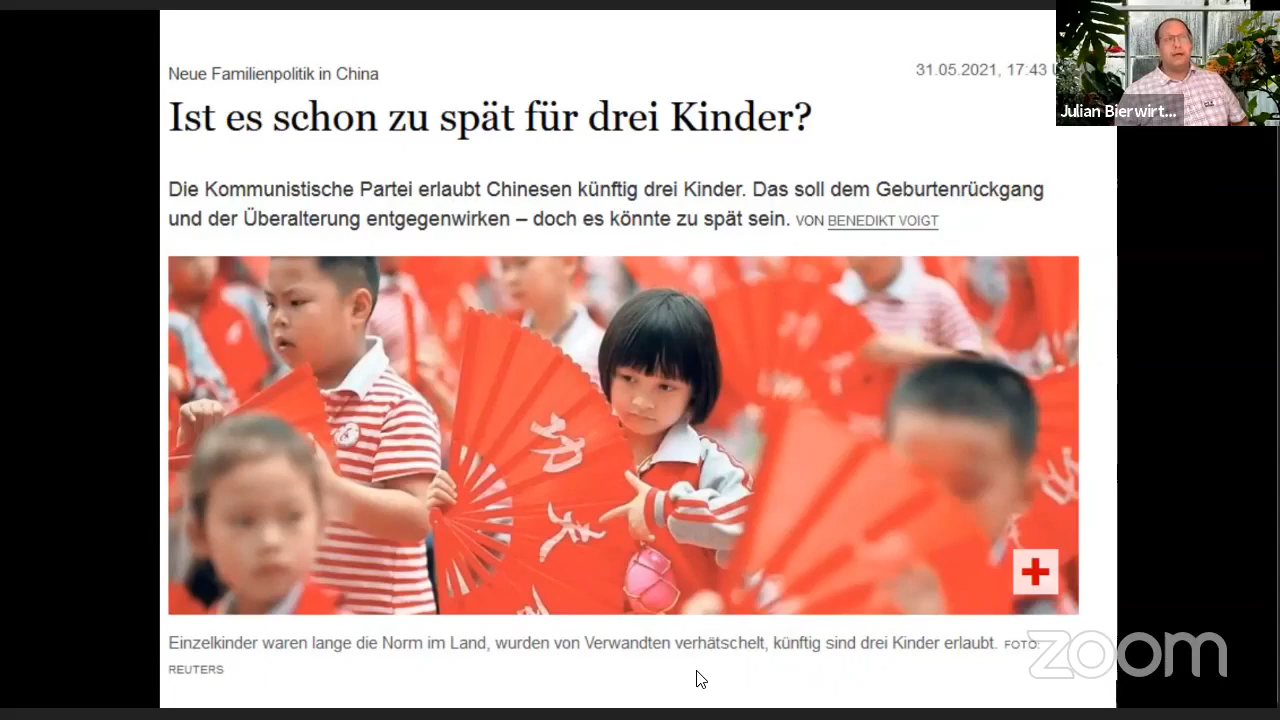 Neue Familienpolitik in China
31.05.2021, 17:43
Ist es schon zu spät für drei Kinder?
Julian Bierwirt...
Die Kommunistische Partei erlaubt Chinesen künftig drei Kinder. Das soll dem Geburtenrückgang
und der Überalterung entgegenwirken – doch es könnte zu spät sein. VON BENEDIKT VOIGT
功
夫
Einzelkinder waren lange die Norm im Land, wurden von Verwandten verhätschelt, künftig sind drei Kinder erlaubt. FOTO:
REUTERS
zoom